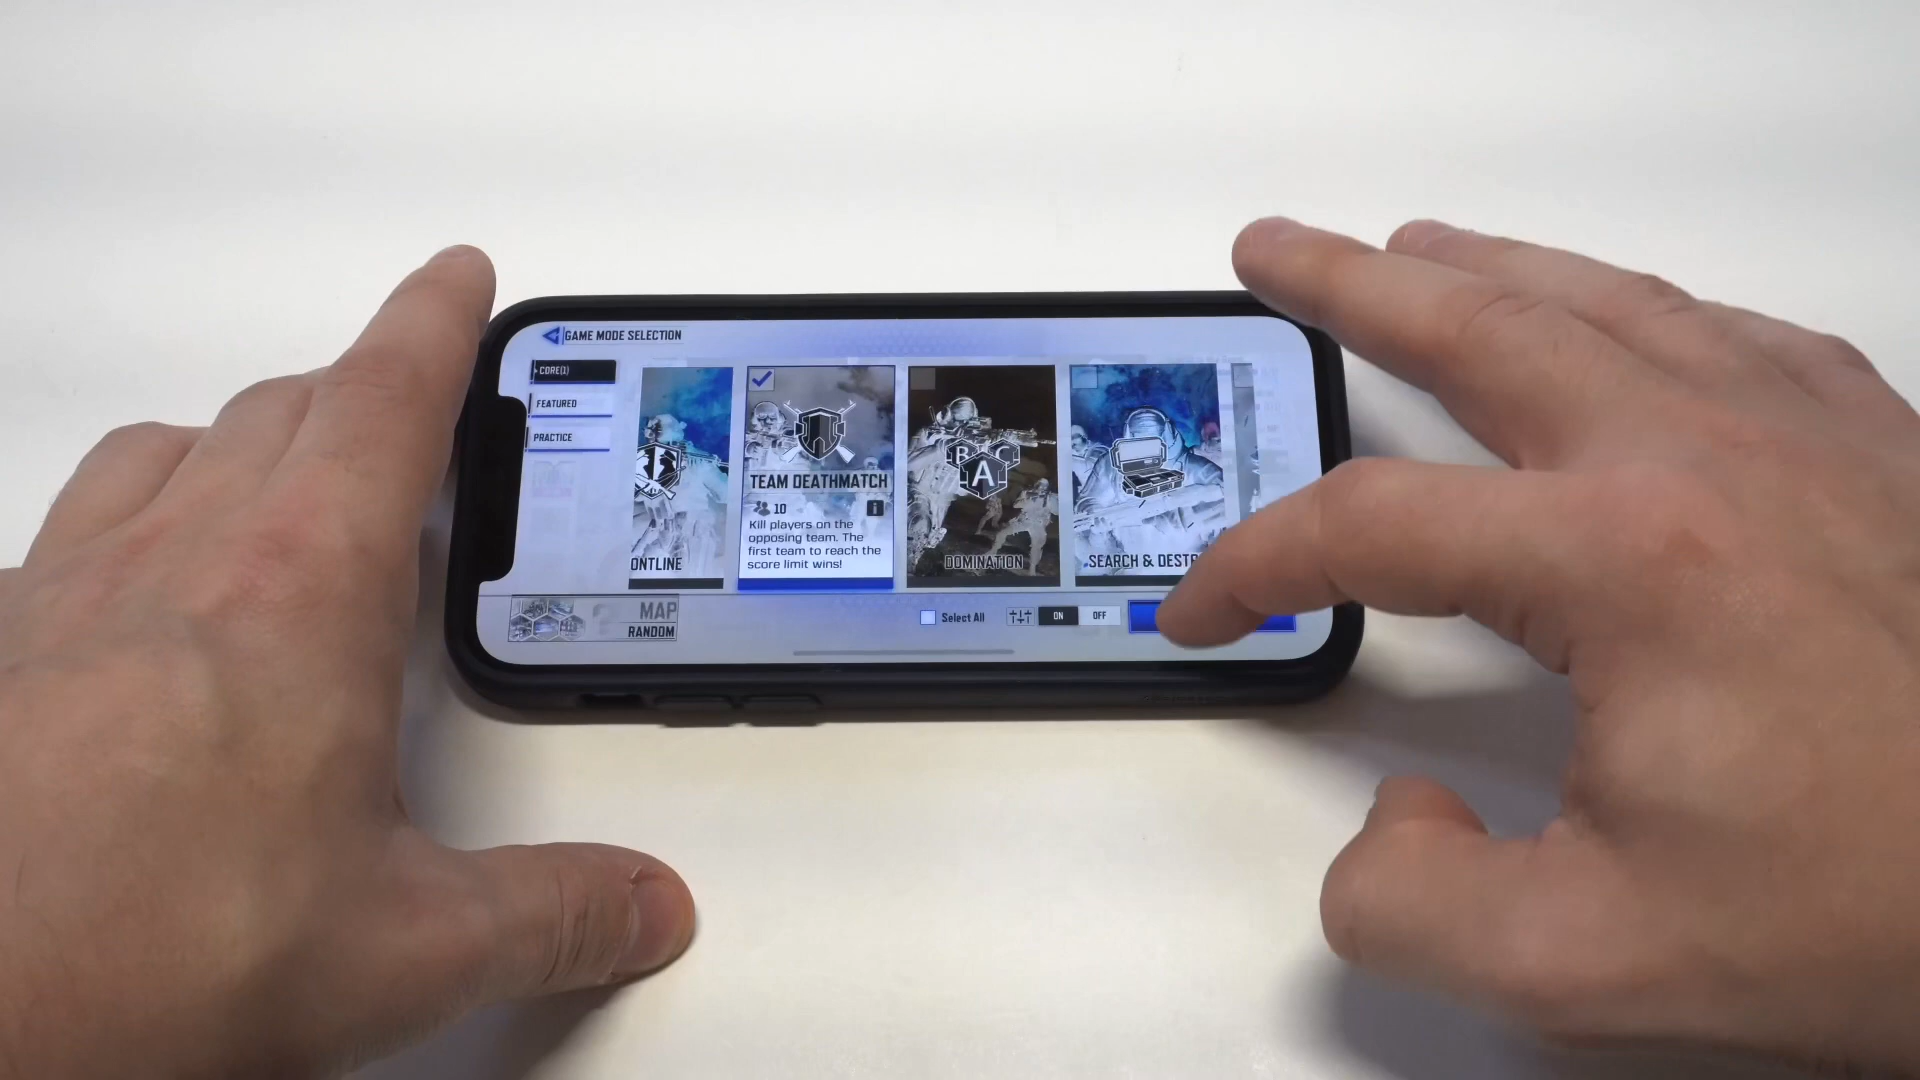 GAME MODE SELECTION
CORE(1)
FEATURED
PRACTICE
ONTLINE
TEAM DEATHMATCH
10
i
Kill players on the
opposing team. The
first team to reach the
score limit wins!
B C
A
DOMINATION
SEARCH & DESTR
MAP
RANDOM
Select All
ON
OFF